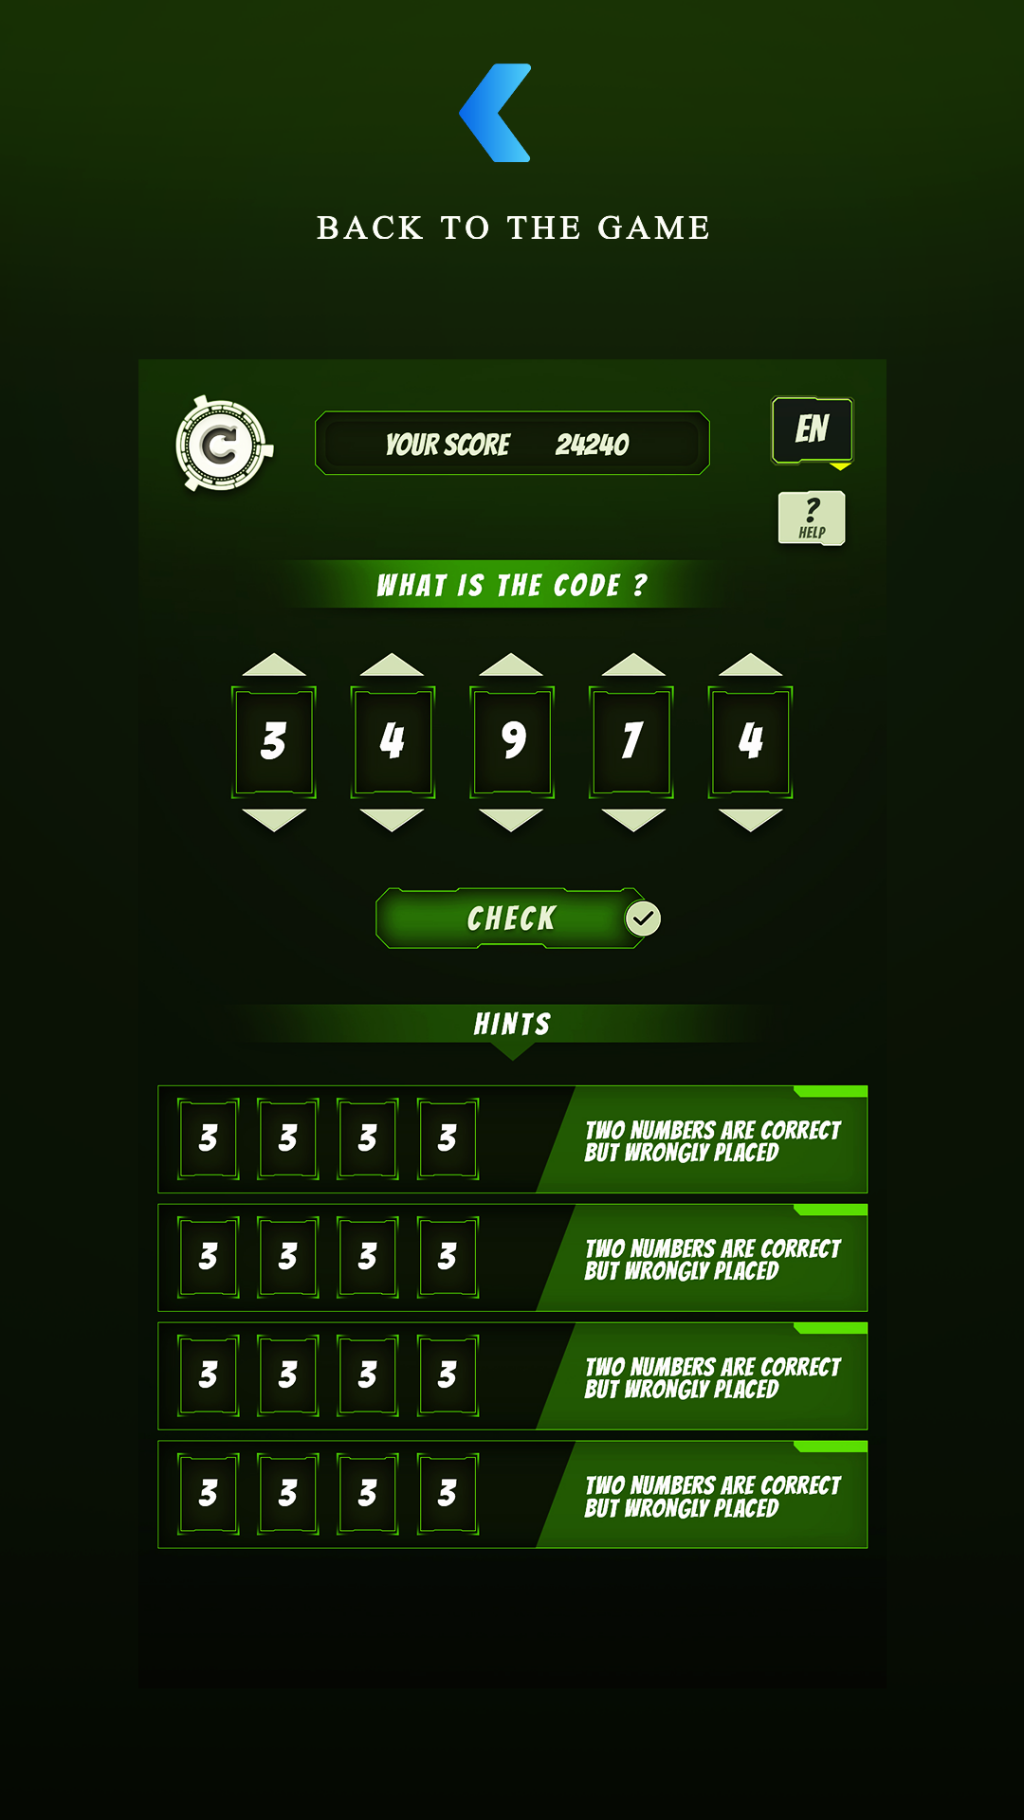 BACK TO THE GAME
C
YOUR SCORE 24240
EN
?
HELP
WHAT IS THE CODE ?
3 4 9 7 4
CHECK
HINTS
3 3 3 3
TWO NUMBERS ARE CORRECT
BUT WRONGLY PLACED
3 3 3 3
TWO NUMBERS ARE CORRECT
BUT WRONGLY PLACED
3 3 3 3
TWO NUMBERS ARE CORRECT
BUT WRONGLY PLACED
3 3 3 3
TWO NUMBERS ARE CORRECT
BUT WRONGLY PLACED